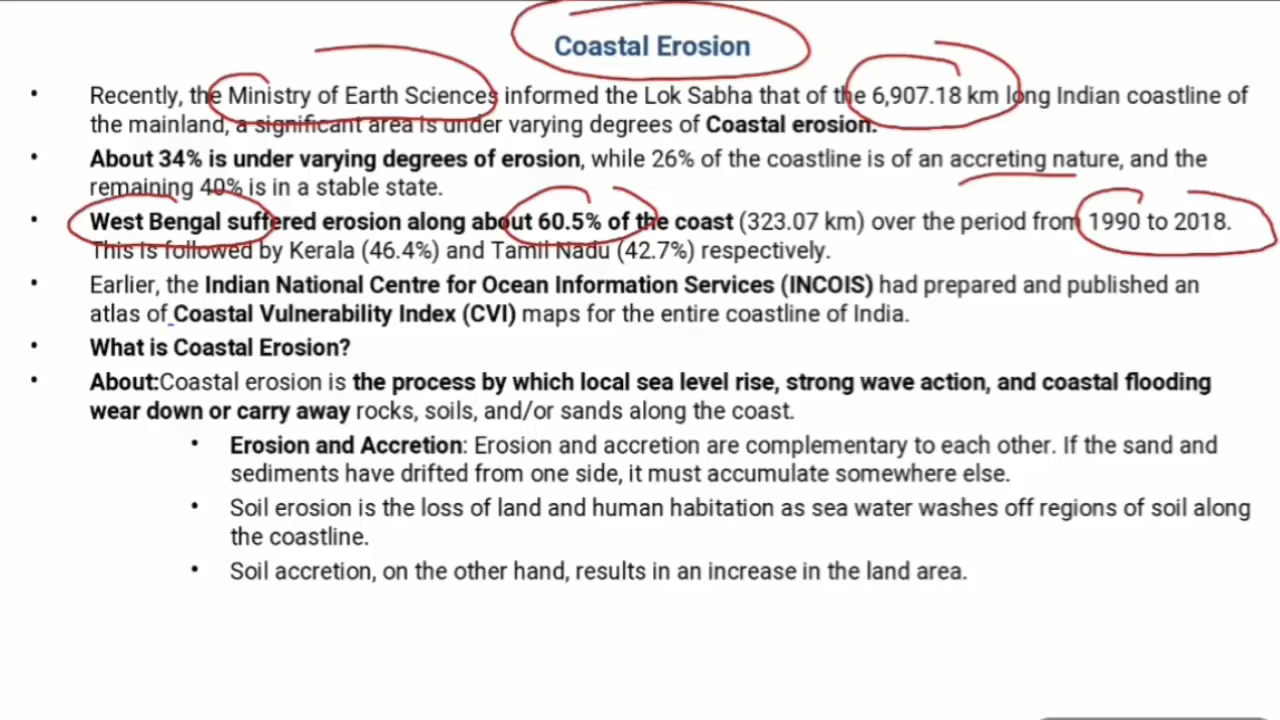 Coastal Erosion
• Recently, the Ministry of Earth Sciences informed the Lok Sabha that of the 6,907.18 km long Indian coastline of
the mainland, a significant area is under varying degrees of Coastal erosion.
• About 34% is under varying degrees of erosion, while 26% of the coastline is of an accreting nature, and the
remaining 40% is in a stable state.
• West Bengal suffered erosion along about 60.5% of the coast (323.07 km) over the period from 1990 to 2018.
This is followed by Kerala (46.4%) and Tamil Nadu (42.7%) respectively.
• Earlier, the Indian National Centre for Ocean Information Services (INCOIS) had prepared and published an
atlas of Coastal Vulnerability Index (CVI) maps for the entire coastline of India.
• What is Coastal Erosion?
• About:Coastal erosion is the process by which local sea level rise, strong wave action, and coastal flooding
wear down or carry away rocks, soils, and/or sands along the coast.
• Erosion and Accretion: Erosion and accretion are complementary to each other. If the sand and
sediments have drifted from one side, it must accumulate somewhere else.
• Soil erosion is the loss of land and human habitation as sea water washes off regions of soil along
the coastline.
• Soil accretion, on the other hand, results in an increase in the land area.